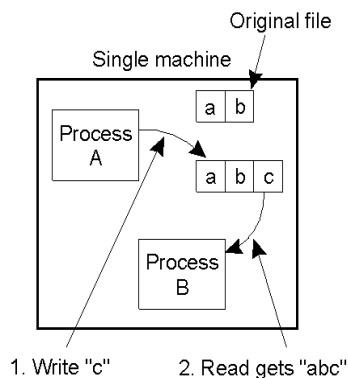 Original file
Single machine
a b
Process
A
a b c
Process
B
1. Write "c"
2. Read gets "abc"